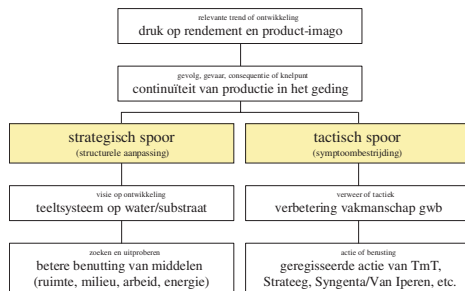 relevante trend of ontwikkeling
druk op rendement en product-imago
gevolg, gevaar, consequentie of knelpunt
continuïteit van productie in het geding
strategisch spoor
(structurele aanpassing)
tactisch spoor
(symptoombestrijding)
visie op ontwikkeling
teeltsysteem op water/substraat
verweer of tactiek
verbetering vakmanschap gwb
zoeken en uitproberen
betere benutting van middelen
(ruimte, milieu, arbeid, energie)
actie of berusting
geregisseerde actie van TmT,
Strateeg, Syngenta/Van Iperen, etc.